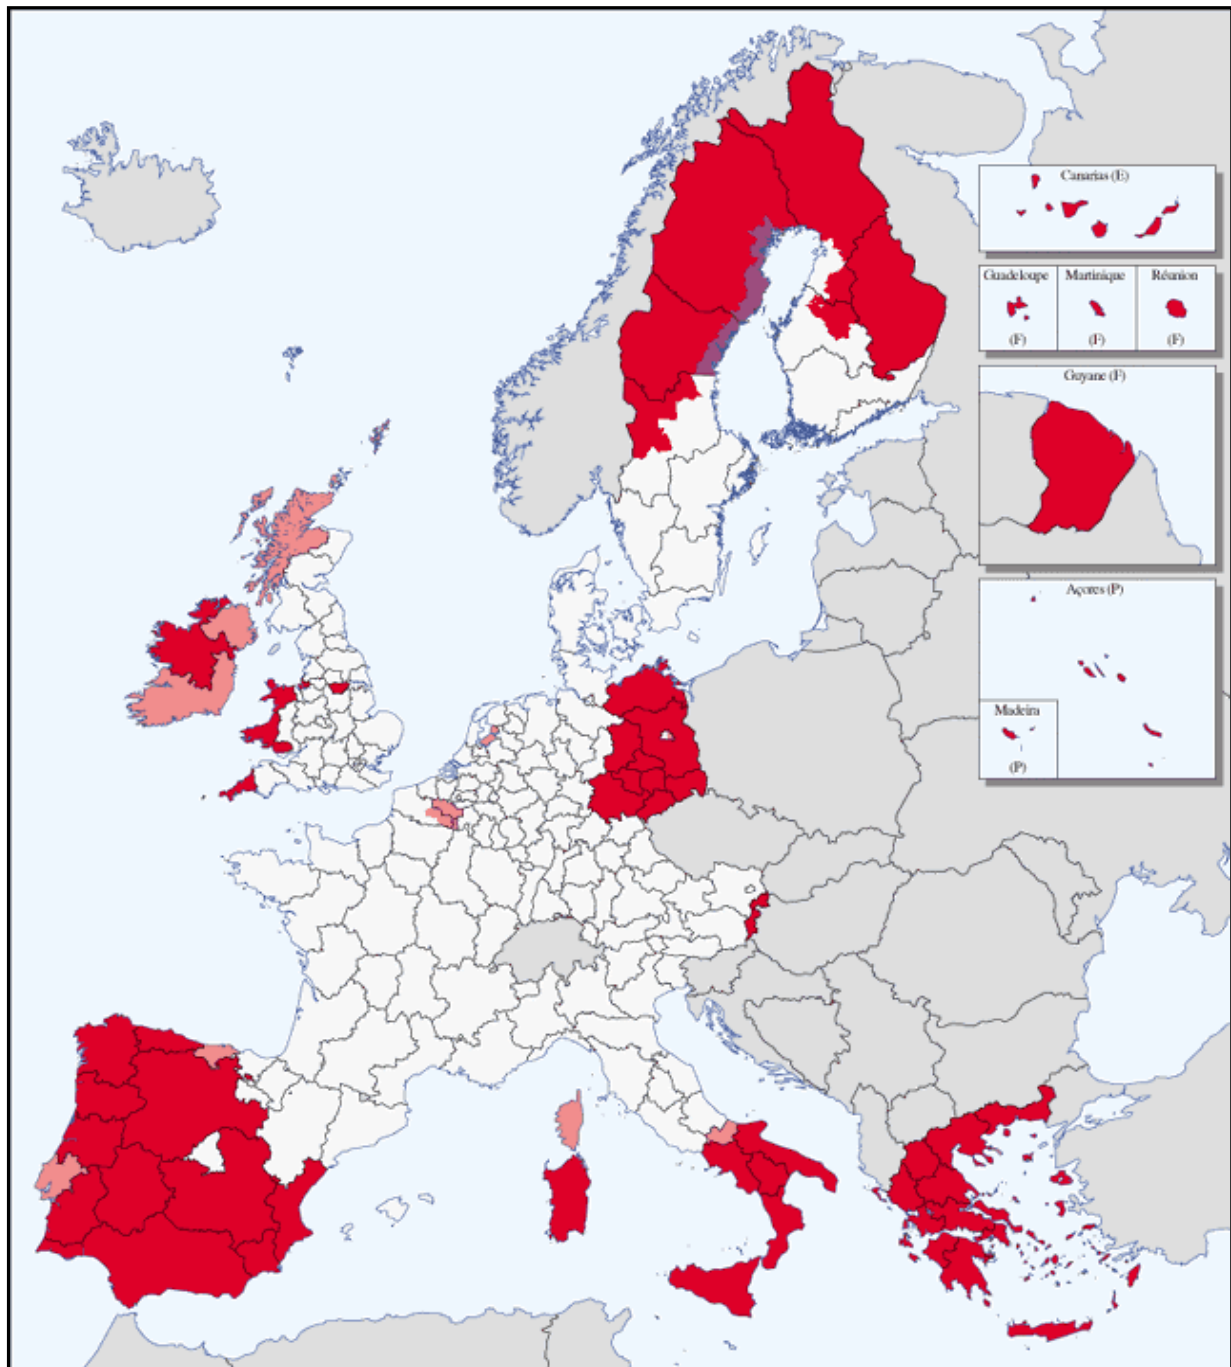 Canarias (E)
Guadeloupe
Martinique
Réunion
(F)
(F)
(F)
Guyane (F)
Açores (P)
Madeira
(P)